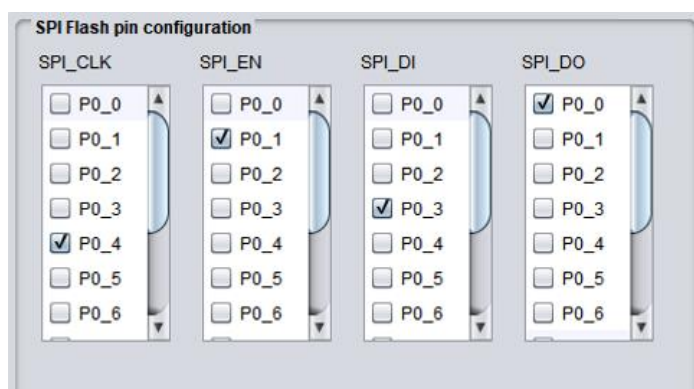 SPI Flash pin configuration
SPI_CLK SPI_EN SPI_DI SPI_DO
P0_0 P0_0 P0_0 P0_0
P0_1 P0_1 P0_1 P0_1
P0_2 P0_2 P0_2 P0_2
P0_3 P0_3 P0_3 P0_3
P0_4 P0_4 P0_4 P0_4
P0_5 P0_5 P0_5 P0_5
P0_6 P0_6 P0_6 P0_6